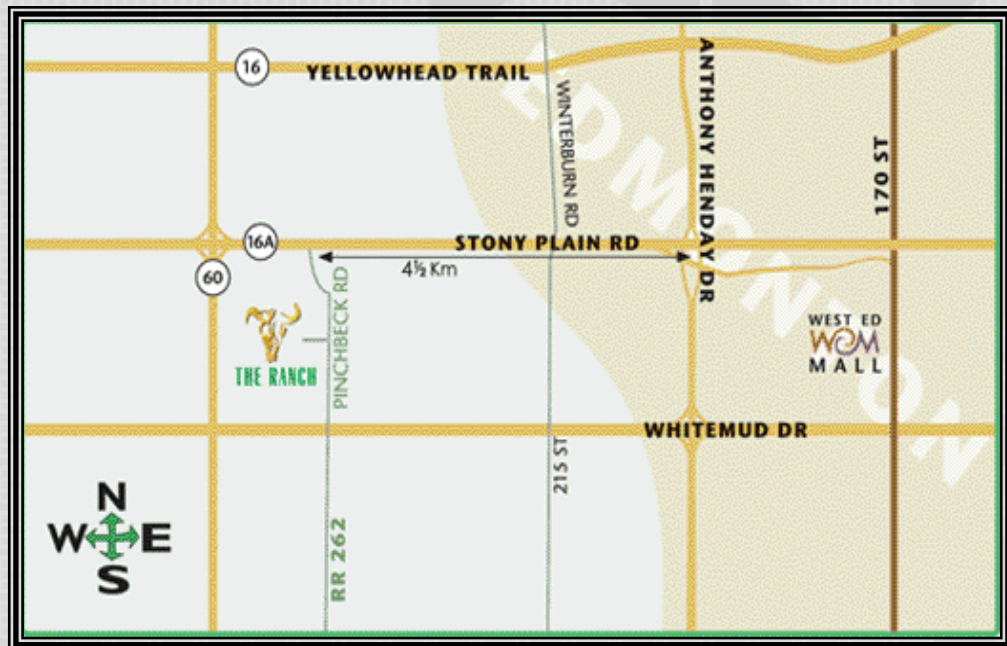 16
YELLOWHEAD TRAIL
EDMONTON
WINTERBURN RD
ANTHONY HENDAY DR
170 ST
16A
STONY PLAIN RD
4½ Km
60
PINCHBECK RD
THE RANCH
WEST ED
WEM
MALL
WHITEMUD DR
215 ST
RR 262
N
W E
S